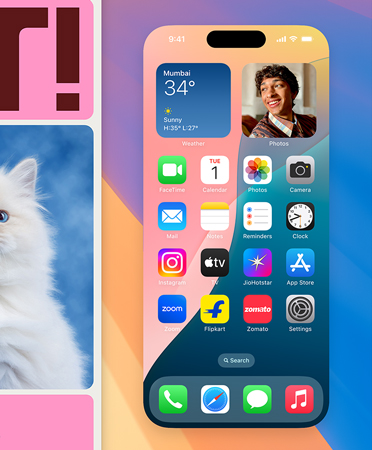 T!
9:41
Mumbai
34°
Sunny
H:35° L:27°
Weather
Photos
TUE
1
FaceTime
Calendar
Photos
Camera
Mail
Notes
Reminders
Clock
tv
Instagram
TV
JioHotstar
App Store
zoom
zomato
Zoom
Flipkart
Zomato
Settings
Search